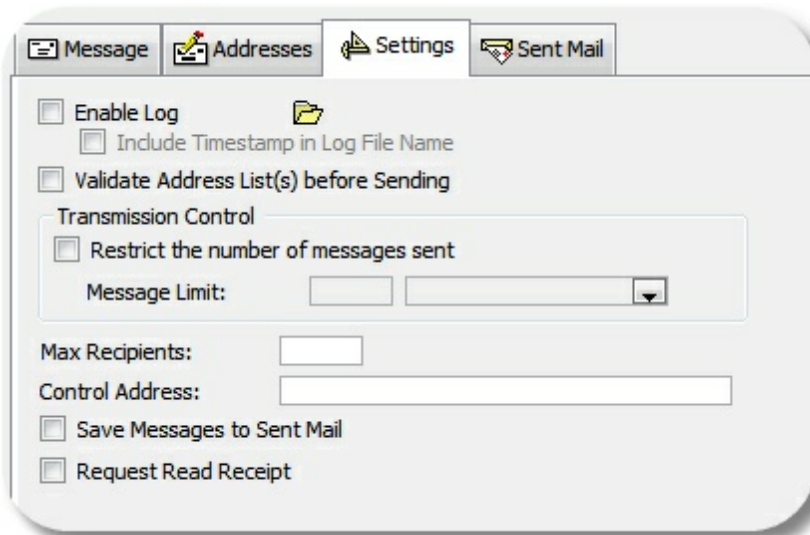 Message Addresses Settings Sent Mail
Enable Log
Include Timestamp in Log File Name
Validate Address List(s) before Sending
Transmission Control
Restrict the number of messages sent
Message Limit:
Max Recipients:
Control Address:
Save Messages to Sent Mail
Request Read Receipt